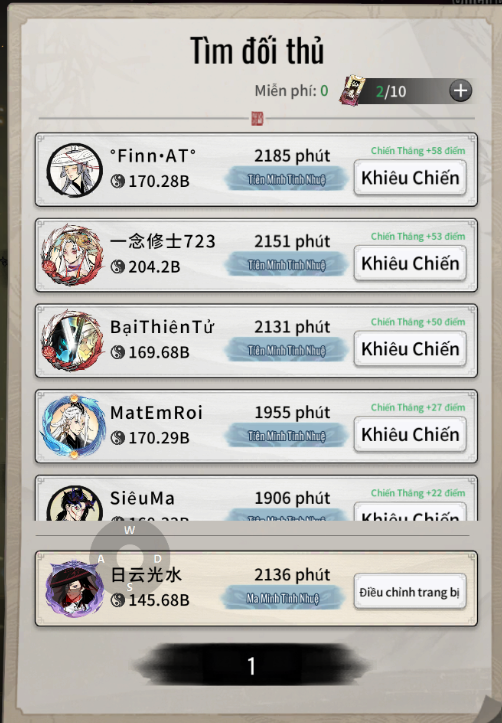 Tìm đối thủ
Miễn phí: 0
2/10
°Finn•AT° 2185 phút Chiến Thắng +58 điểm
170.28B Tiên Minh Tinh Nhuệ Khiêu Chiến
一念修士723 2151 phút Chiến Thắng +53 điểm
204.2B Tiên Minh Tinh Nhuệ Khiêu Chiến
BạiThiênTử 2131 phút Chiến Thắng +50 điểm
169.68B Tiên Minh Tinh Nhuệ Khiêu Chiến
MatEmRoi 1955 phút Chiến Thắng +27 điểm
170.29B Tiên Minh Tinh Nhuệ Khiêu Chiến
SiêuMa 1906 phút Chiến Thắng +22 điểm
Tiên Minh Tinh Nhuệ Khiêu Chiến
W
A
S
D
日云光水 2136 phút
145.68B Ma Minh Tinh Nhuệ Điều chỉnh trang bị
1